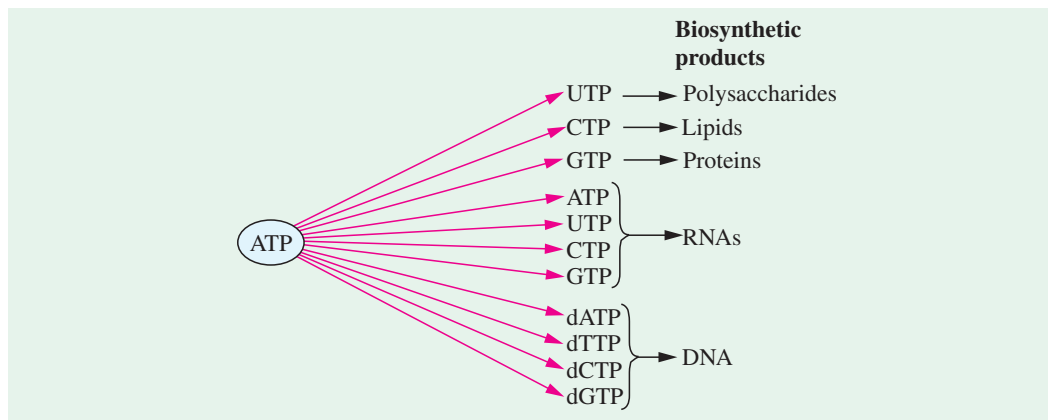 Biosynthetic
products
UTP Polysaccharides
CTP Lipids
GTP Proteins
ATP
UTP
ATP
RNAs
CTP
GTP
dATP
dTTP
DNA
dCTP
dGTP